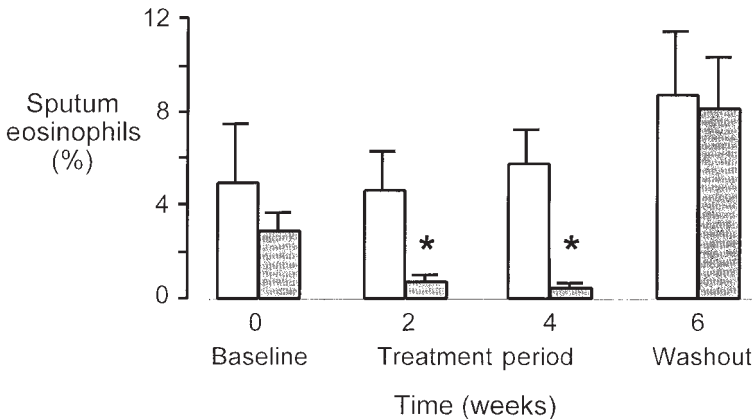 12
8
4
0
Sputum
eosinophils
(%)
*
*
0 2 4 6
Baseline Treatment period Washout
Time (weeks)